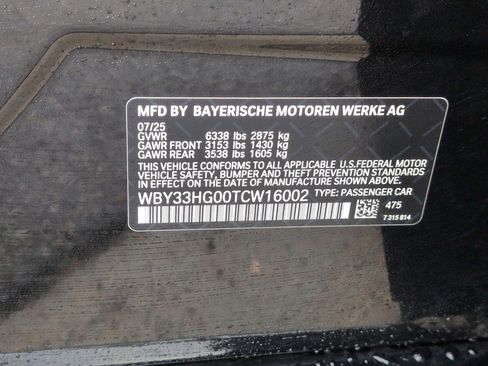 MFD BY BAYERISCHE MOTOREN WERKE AG
07/25
GVWR 6338 lbs 2875 kg
GAWR FRONT 3153 lbs 1430 kg
GAWR REAR 3538 lbs 1605 kg
THIS VEHICLE CONFORMS TO ALL APPLICABLE U.S.FEDERAL MOTOR
VEHICLE SAFETY, BUMPER AND THEFT PREVENTION STANDARDS
IN EFFECT ON THE DATE OF MANUFACTURE SHOWN ABOVE.
WBY33HG00TCW16002 TYPE: PASSENGER CAR
475
7 315 814